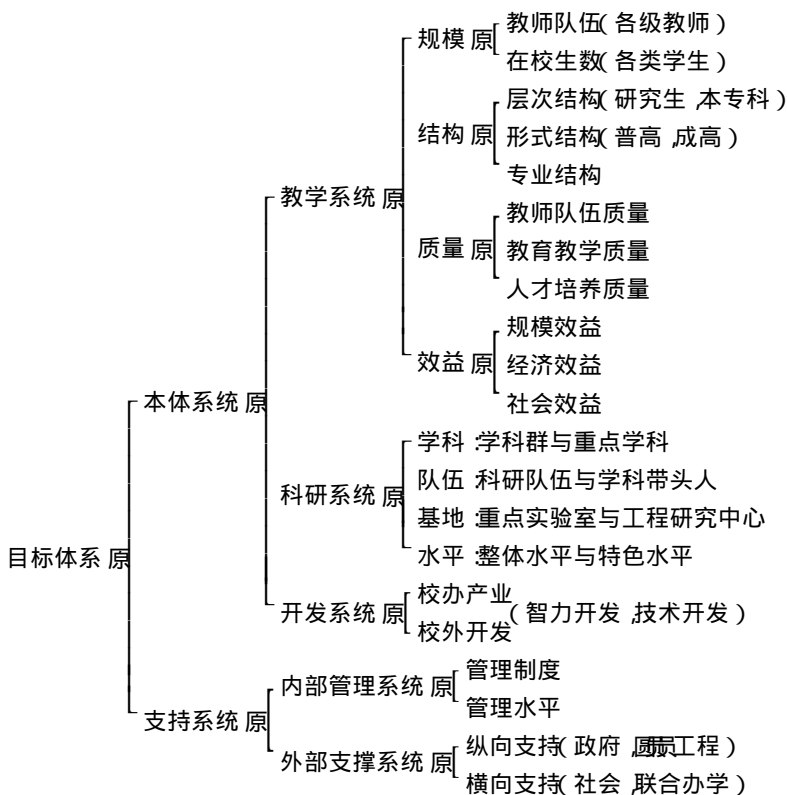 规模原
教师队伍(各级教师)
在校生数(各类学生)
结构原
层次结构(研究生,本专科)
形式结构(普高,成高)
专业结构
教学系统原
质量原
教师队伍质量
教育教学质量
人才培养质量
效益原
规模效益
经济效益
社会效益
本体系统原
科研系统原
学科:学科群与重点学科
队伍:科研队伍与学科带头人
基地:重点实验室与工程研究中心
水平:整体水平与特色水平
目标体系原
开发系统原
校办产业
校外开发
(智力开发,技术开发)
支持系统原
内部管理系统原
管理制度
管理水平
外部支撑系统原
纵向支持(政府,工程)
横向支持(社会,联合办学)